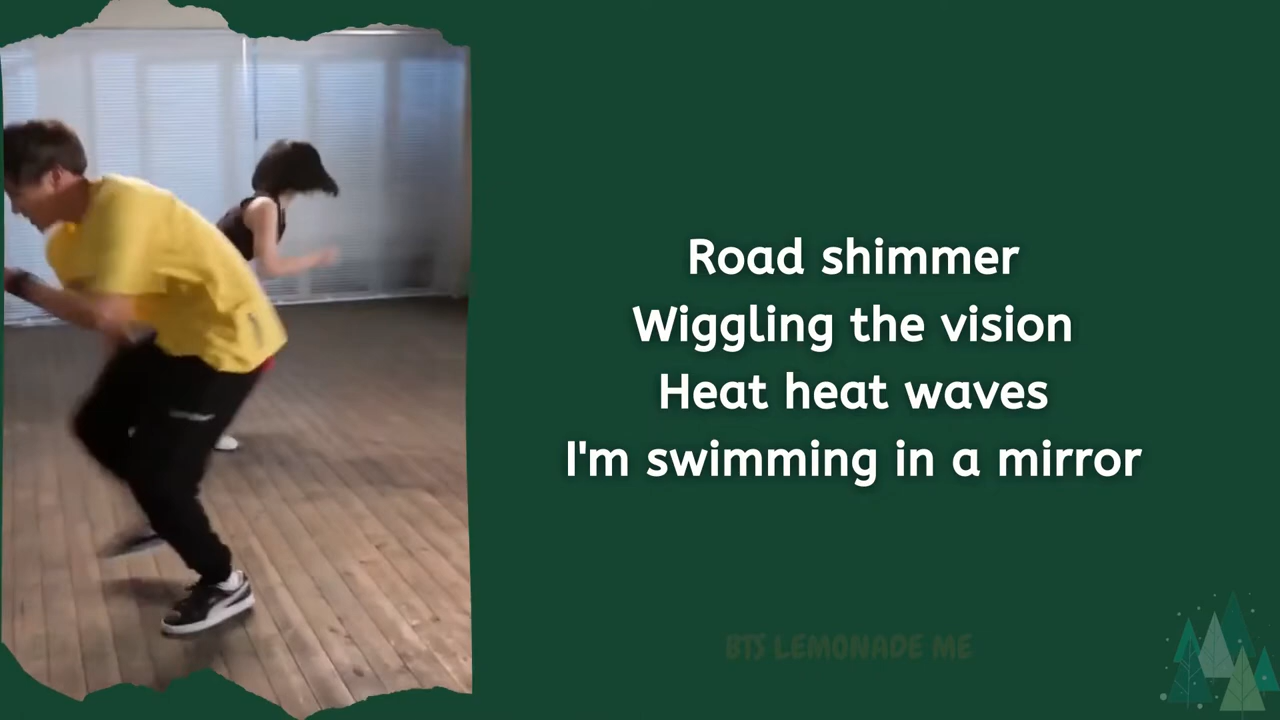 Road shimmer
Wiggling the vision
Heat heat waves
I'm swimming in a mirror
BTS LEMONADE ME